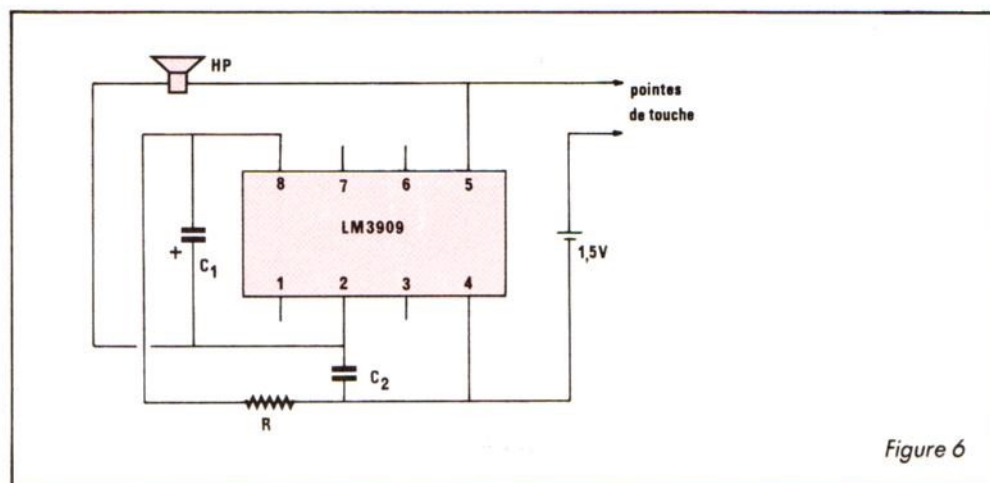 HP
pointes
de touche
8 7 6 5
LM3909
1,5V
+ C1
1 2 3 4
C2
R
Figure 6